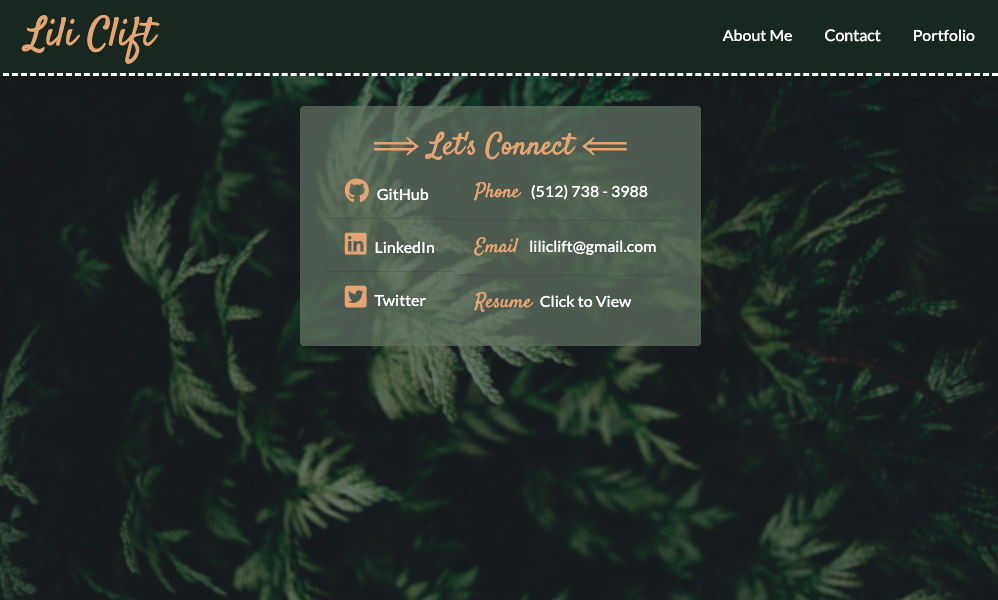 Lili Clift
About Me Contact Portfolio
Let's Connect
GitHub
LinkedIn
Twitter
Phone (512) 738 - 3988
Email liliclift@gmail.com
Resume Click to View